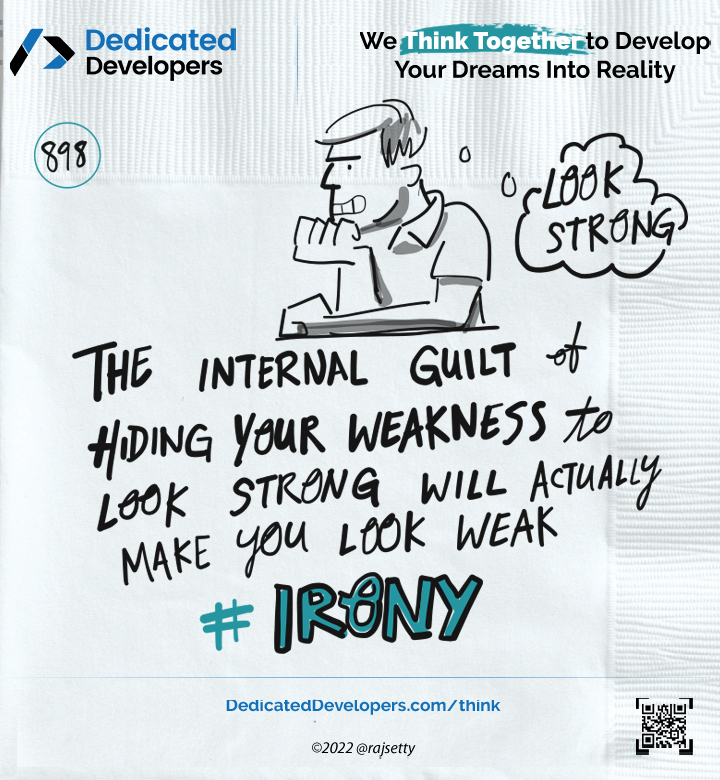 Dedicated
Developers
We Think Together to Develop
Your Dreams Into Reality
898
LOOK
STRONG
THE INTERNAL GUILT of
HIDING YOUR WEAKNESS to
LOOK STRONG WILL ACTUALLY
MAKE YOU LOOK WEAK
# IRONY
DedicatedDevelopers.com/think
©2022 @rajsetty